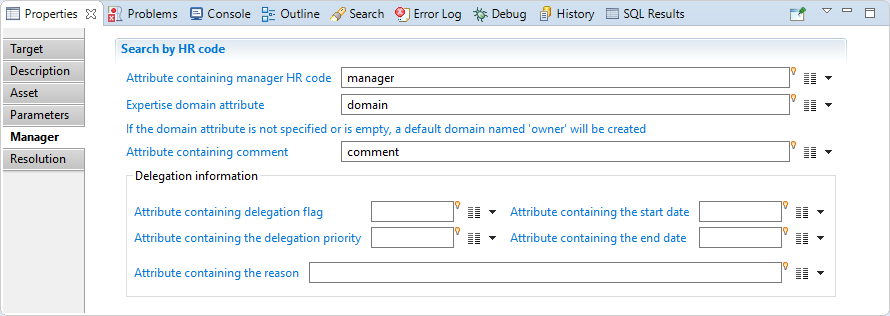 Properties Problems Console Outline Search Error Log Debug History SQL Results
Target
Description
Asset
Parameters
Manager
Resolution
Search by HR code
Attribute containing manager HR code manager
Expertise domain attribute domain
If the domain attribute is not specified or is empty, a default domain named 'owner' will be created
Attribute containing comment comment
Delegation information
Attribute containing delegation flag Attribute containing the start date
Attribute containing the delegation priority Attribute containing the end date
Attribute containing the reason